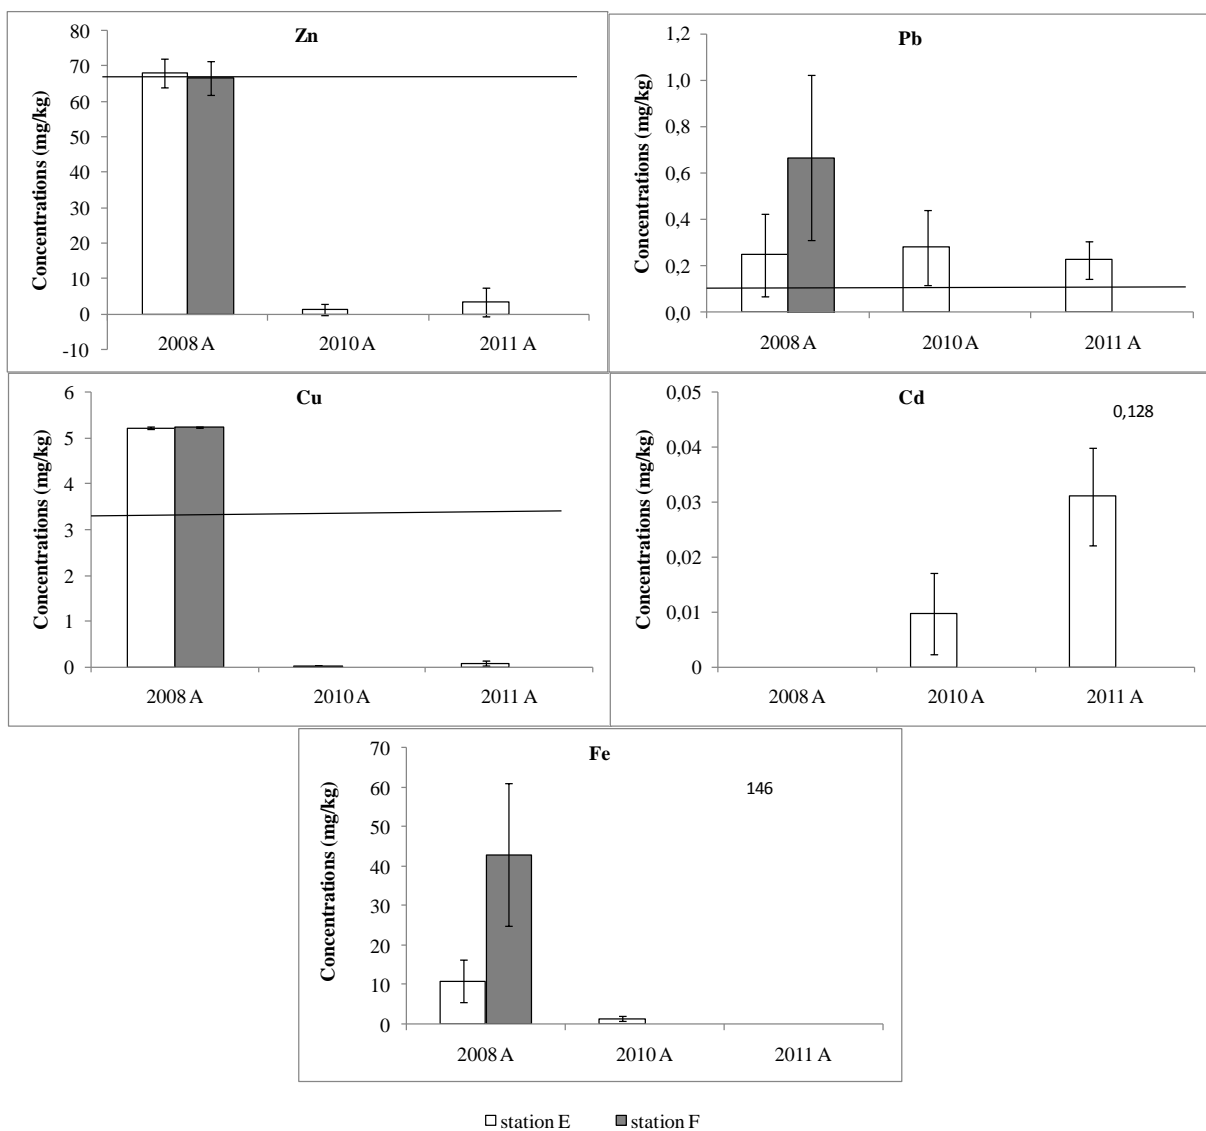 Zn
Concentrations (mg/kg)
80
70
60
50
40
30
20
10
0
-10
2008 A
2010 A
2011 A
Pb
Concentrations (mg/kg)
1,2
1,0
0,8
0,6
0,4
0,2
0,0
2008 A
2010 A
2011 A
Cu
Concentrations (mg/kg)
6
5
4
3
2
1
0
2008 A
2010 A
2011 A
Cd
0,128
Concentrations (mg/kg)
0,05
0,04
0,03
0,02
0,01
0
2008 A
2010 A
2011 A
Fe
146
Concentrations (mg/kg)
70
60
50
40
30
20
10
0
2008 A
2010 A
2011 A
station E station F